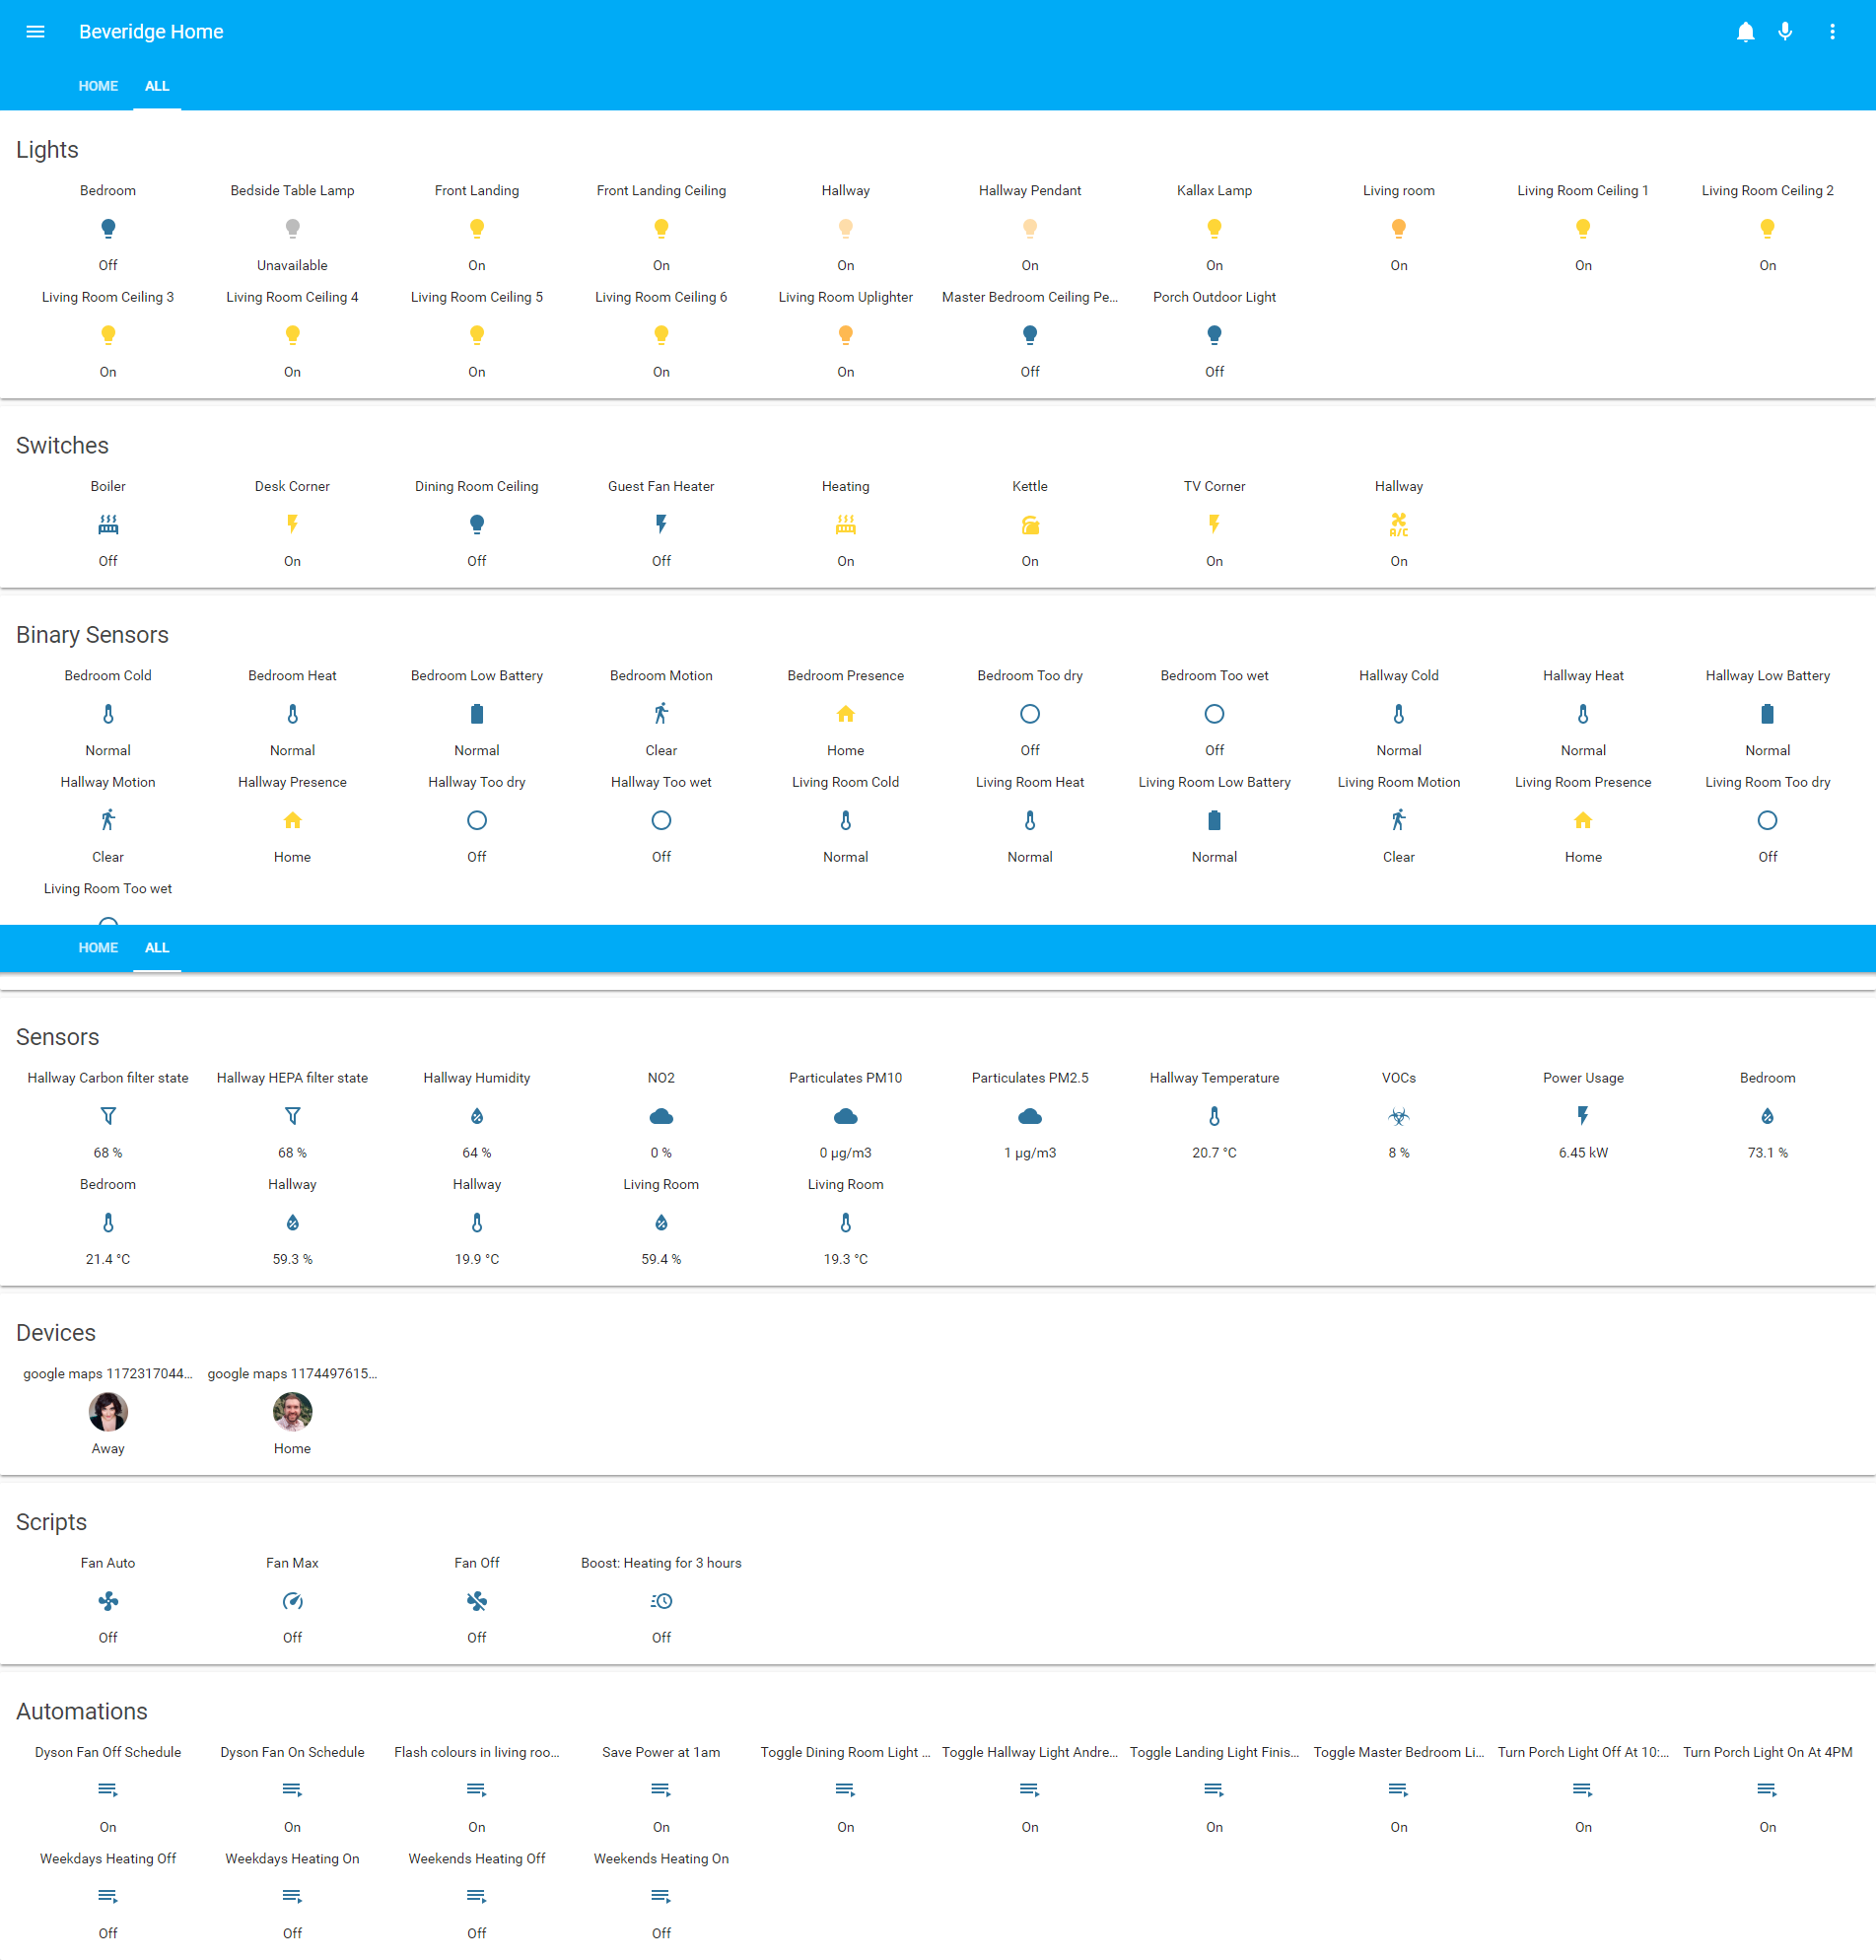 Beveridge Home
HOME ALL
Lights
Bedroom Bedside Table Lamp Front Landing Front Landing Ceiling Hallway Hallway Pendant Kallax Lamp Living room Living Room Ceiling 1 Living Room Ceiling 2
Off Unavailable On On On On On On On On
Living Room Ceiling 3 Living Room Ceiling 4 Living Room Ceiling 5 Living Room Ceiling 6 Living Room Uplighter Master Bedroom Ceiling Pe... Porch Outdoor Light
On On On On On Off Off
Switches
Boiler Desk Corner Dining Room Ceiling Guest Fan Heater Heating Kettle TV Corner Hallway
A/C
Off On Off Off On On On On
Binary Sensors
Bedroom Cold Bedroom Heat Bedroom Low Battery Bedroom Motion Bedroom Presence Bedroom Too dry Bedroom Too wet Hallway Cold Hallway Heat Hallway Low Battery
Normal Normal Normal Clear Home Off Off Normal Normal Normal
Hallway Motion Hallway Presence Hallway Too dry Hallway Too wet Living Room Cold Living Room Heat Living Room Low Battery Living Room Motion Living Room Presence Living Room Too dry
Clear Home Off Off Normal Normal Normal Clear Home Off
Living Room Too wet
HOME ALL
Sensors
Hallway Carbon filter state Hallway HEPA filter state Hallway Humidity NO2 Particulates PM10 Particulates PM2.5 Hallway Temperature VOCs Power Usage Bedroom
68 % 68 % 64 % 0 % 0 µg/m3 1 µg/m3 20.7 °C 8 % 6.45 kW 73.1 %
Bedroom Hallway Hallway Living Room Living Room
21.4 °C 59.3 % 19.9 °C 59.4 % 19.3 °C
Devices
google maps 1172317044... google maps 1174497615...
Away Home
Scripts
Fan Auto Fan Max Fan Off Boost: Heating for 3 hours
Off Off Off Off
Automations
Dyson Fan Off Schedule Dyson Fan On Schedule Flash colours in living roo... Save Power at 1am Toggle Dining Room Light ... Toggle Hallway Light Andre... Toggle Landing Light Finis... Toggle Master Bedroom Li... Turn Porch Light Off At 10:... Turn Porch Light On At 4PM
On On On On On On On On On On
Weekdays Heating Off Weekdays Heating On Weekends Heating Off Weekends Heating On
Off Off Off Off